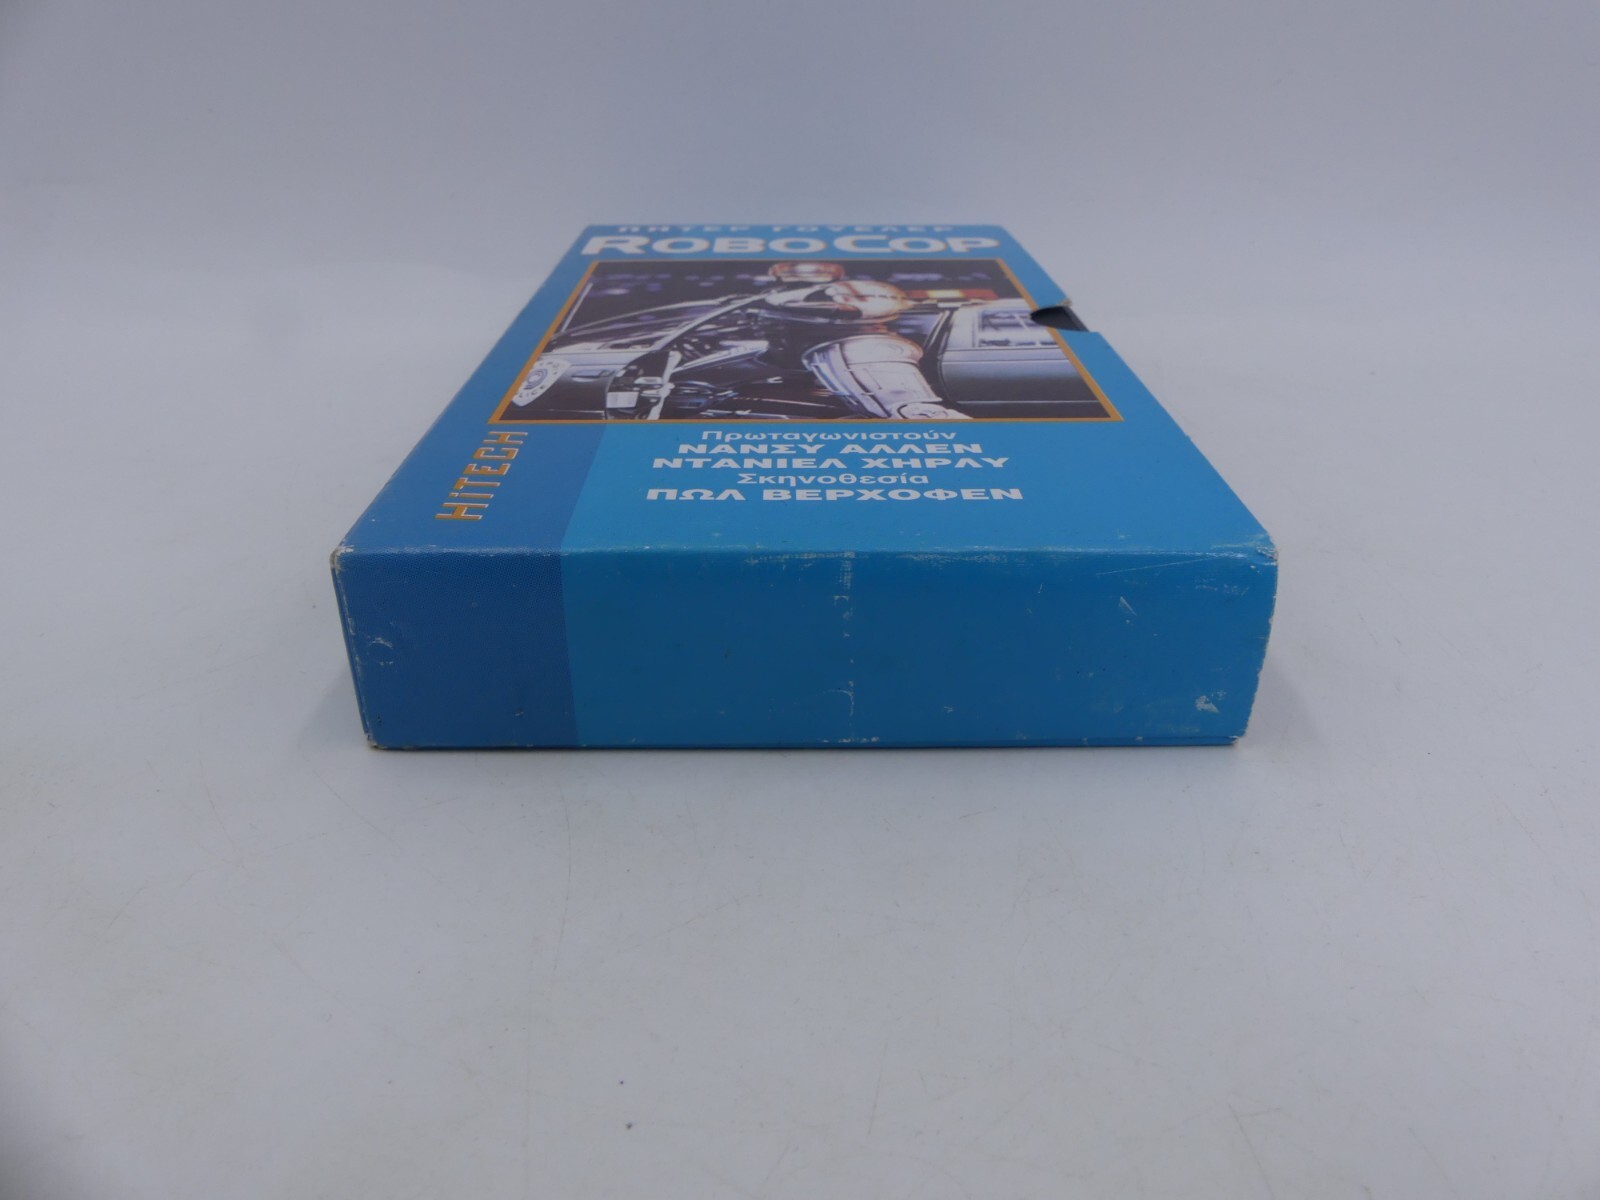 ΠΗΤΕΡ ΓΟΥΕΛΕΡ
ROBOCOP
Πρωταγωνιστούν
ΝΑΝΣΥ ΑΛΛΕΝ
ΝΤΑΝΙΕΛ ΧΗΡΛΥ
Σκηνοθεσία
ΠΩΛ ΒΕΡΧΟΦΕΝ
HITECH